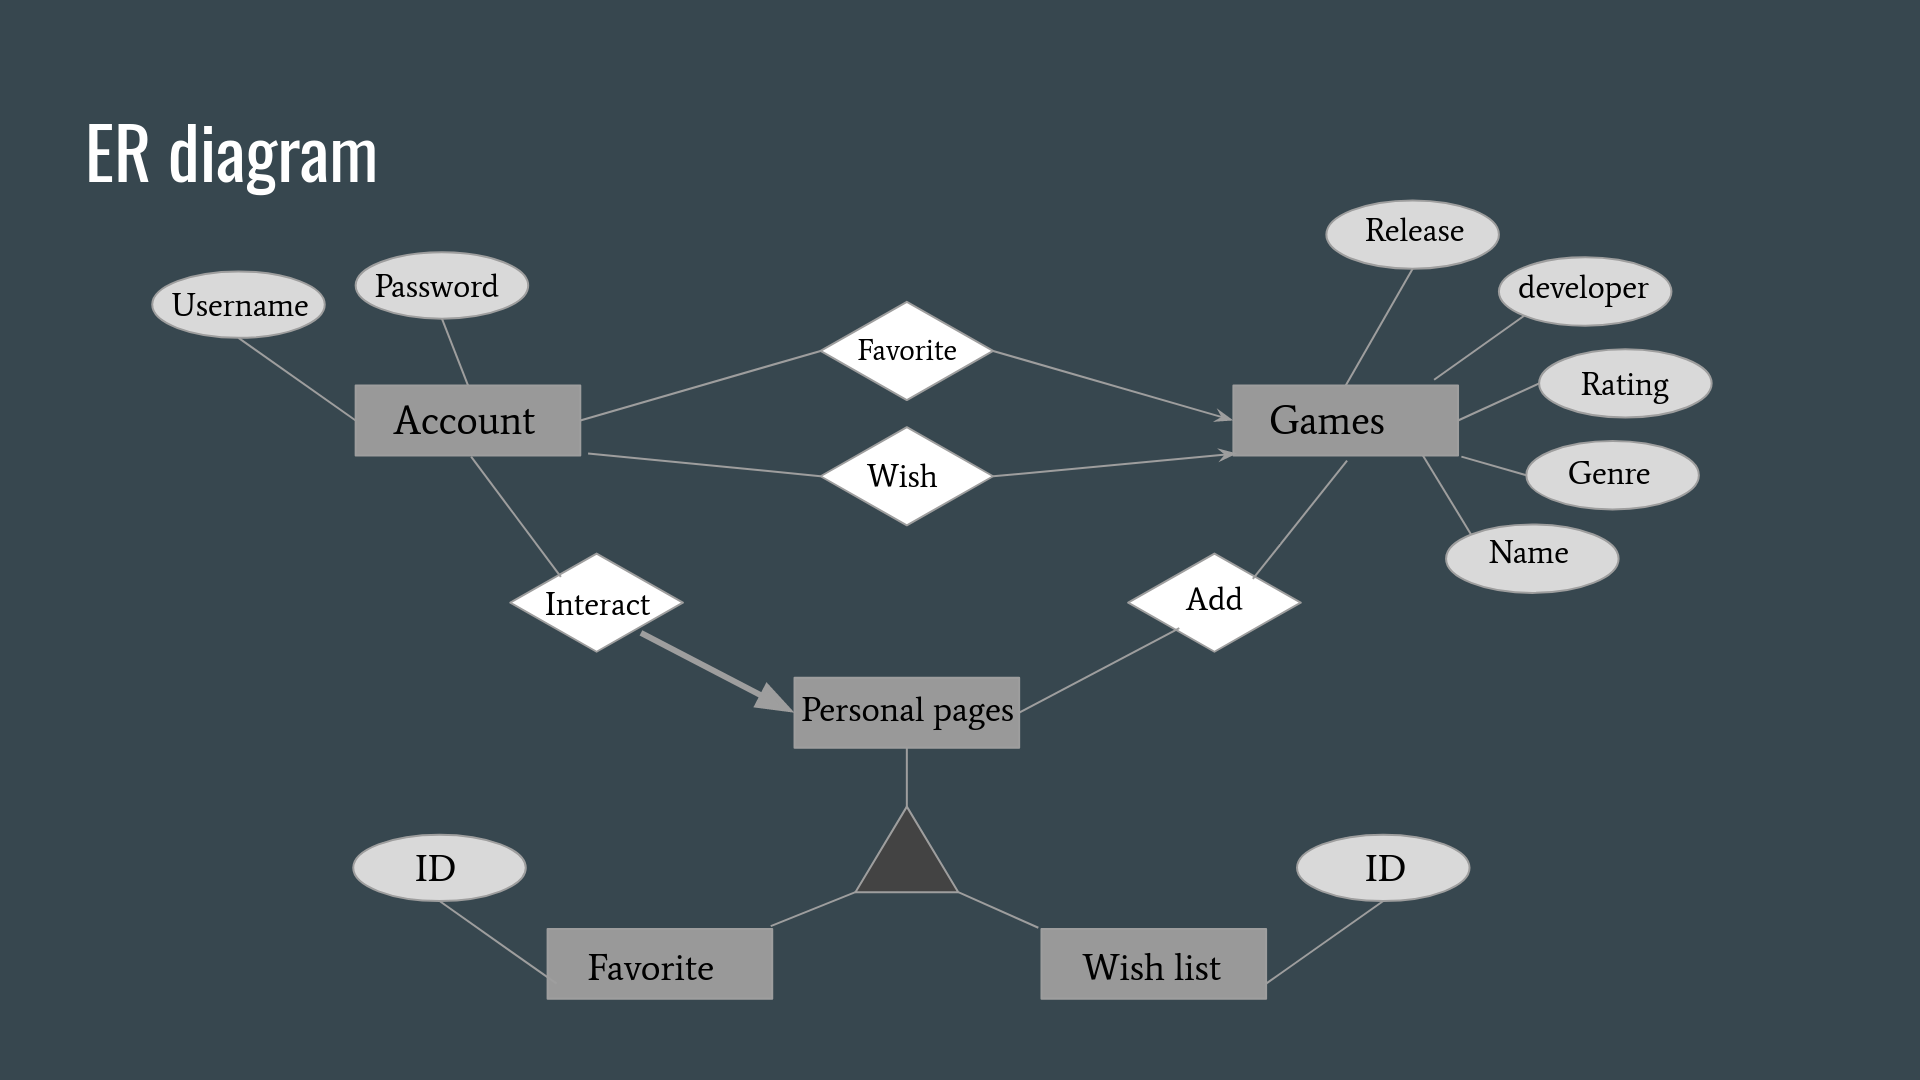 ER diagram
Release
developer
Password
Username
Favorite
Rating
Account
Games
Wish
Genre
Name
Interact
Add
Personal pages
ID
ID
Favorite
Wish list